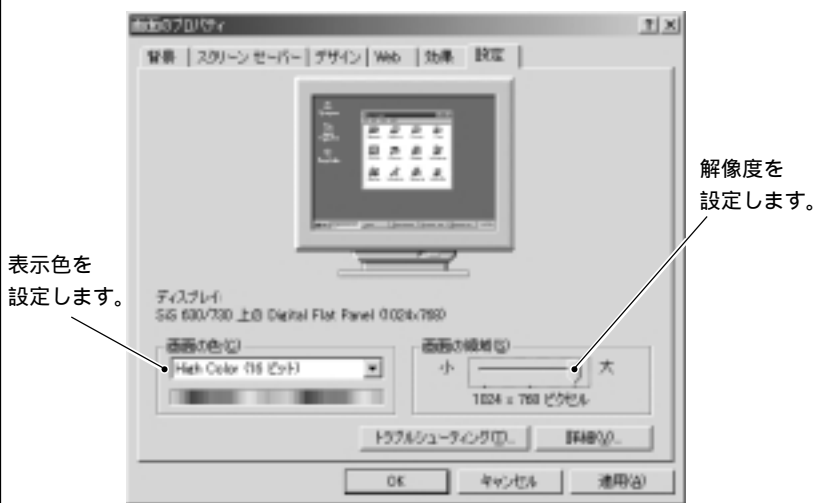 画面のプロパティ
背景 スクリーン セーバー デザイン Web 効果 設定
解像度を
設定します。
表示色を
設定します。
ディスプレイ:
SiS 630/730 上の Digital Flat Panel (1024x768)
画面の色(C)
High Color (16 ビット)
画面の領域(S)
小 大
1024 x 768 ピクセル
トラブルシューティング(T)... 詳細(V)...
OK キャンセル 適用(A)